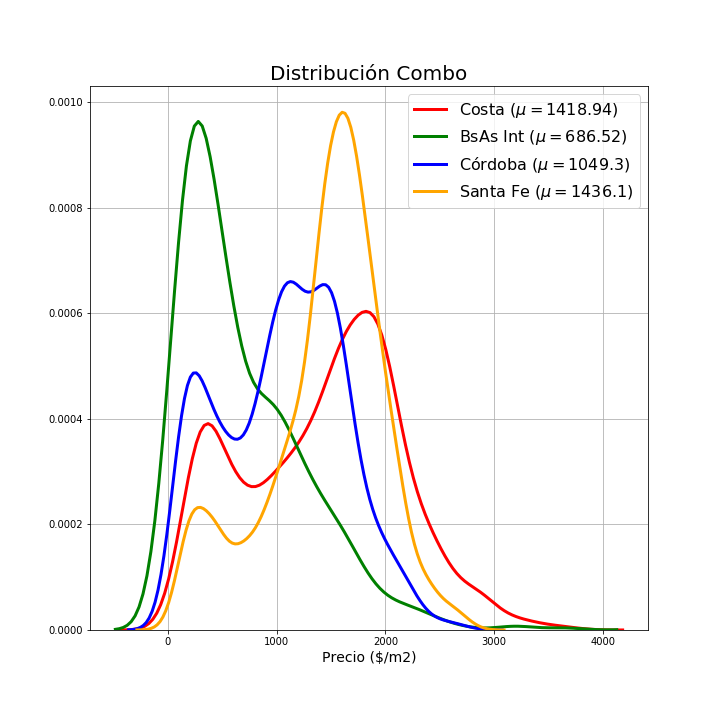 Distribución Combo
Costa (μ = 1418.94)
BsAs Int (μ = 686.52)
Córdoba (μ = 1049.3)
Santa Fe (μ = 1436.1)
0.0010
0.0008
0.0006
0.0004
0.0002
0.0000
0 1000 2000 3000 4000
Precio ($/m2)